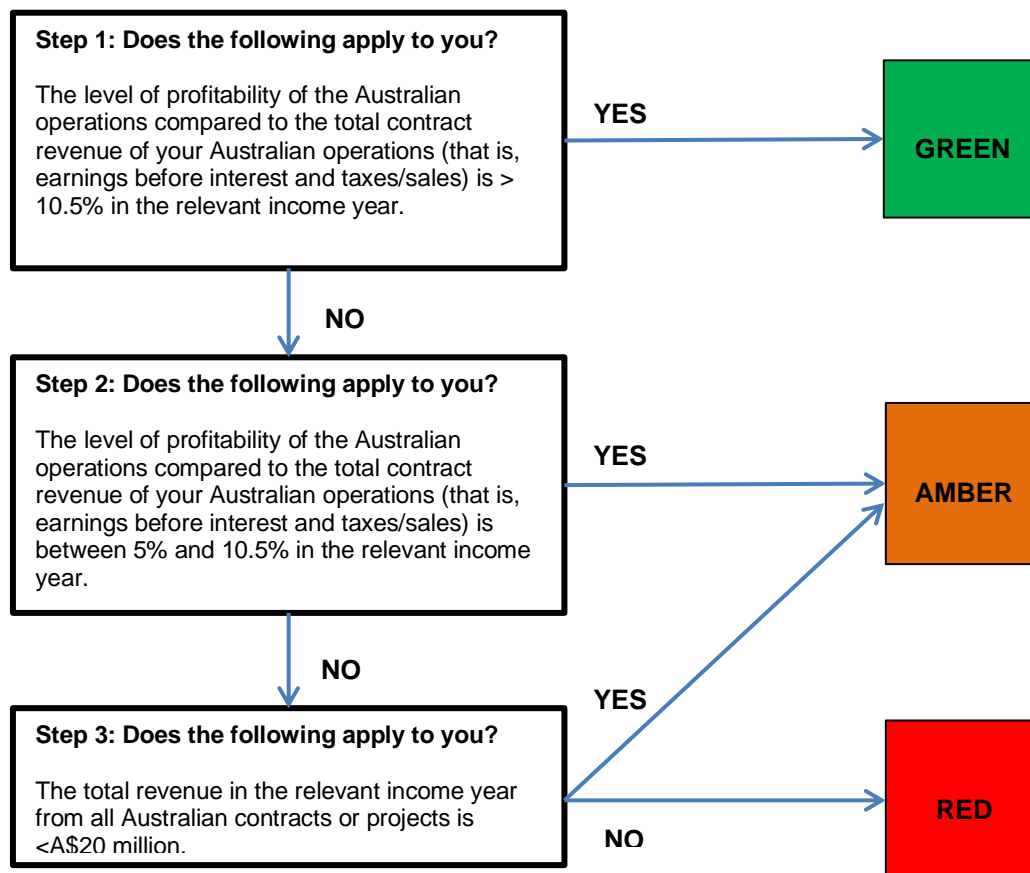 Step 1: Does the following apply to you?
The level of profitability of the Australian
operations compared to the total contract
revenue of your Australian operations (that is,
earnings before interest and taxes/sales) is >
10.5% in the relevant income year.
YES
GREEN
NO
Step 2: Does the following apply to you?
The level of profitability of the Australian
operations compared to the total contract
revenue of your Australian operations (that is,
earnings before interest and taxes/sales) is
between 5% and 10.5% in the relevant income
year.
YES
AMBER
NO
Step 3: Does the following apply to you?
The total revenue in the relevant income year
from all Australian contracts or projects is
<A$20 million.
YES
NO
RED